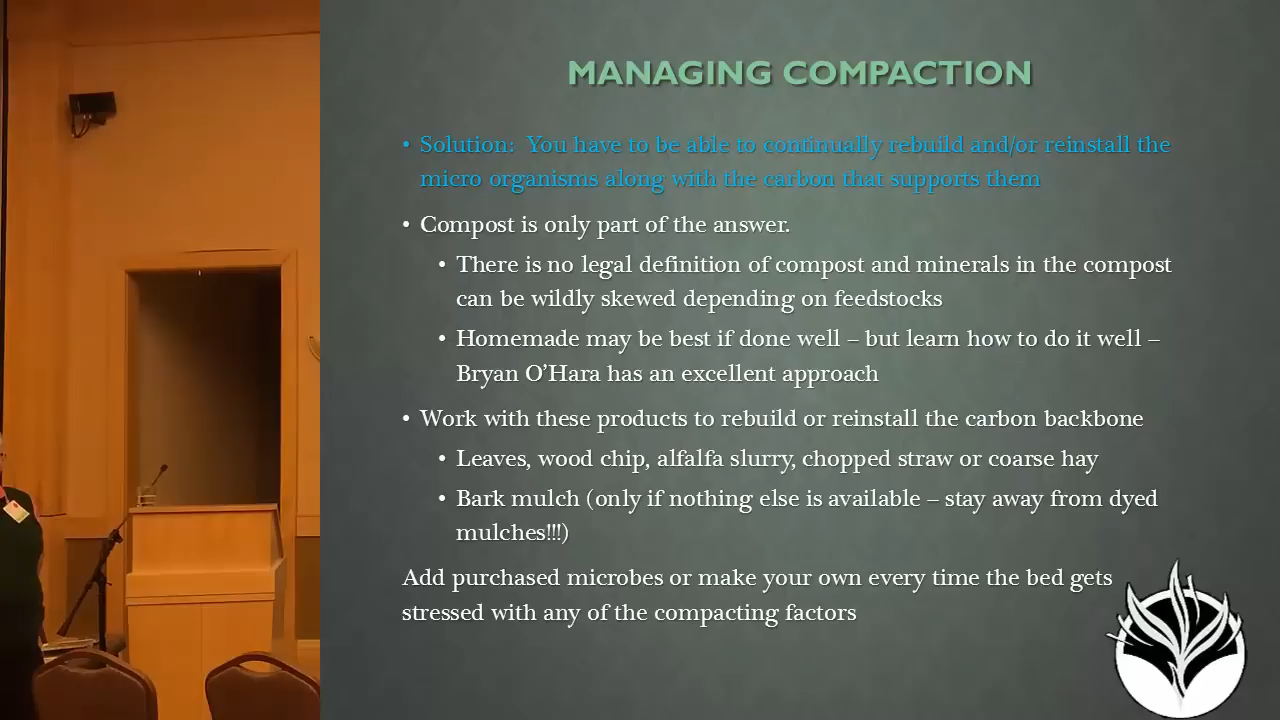 MANAGING COMPACTION
• Solution:  You have to be able to continually rebuild and/or reinstall the
micro organisms along with the carbon that supports them
• Compost is only part of the answer.
• There is no legal definition of compost and minerals in the compost
can be wildly skewed depending on feedstocks
• Homemade may be best if done well – but learn how to do it well –
Bryan O’Hara has an excellent approach
• Work with these products to rebuild or reinstall the carbon backbone
• Leaves, wood chip, alfalfa slurry, chopped straw or coarse hay
• Bark mulch (only if nothing else is available – stay away from dyed
mulches!!!)
Add purchased microbes or make your own every time the bed gets
stressed with any of the compacting factors